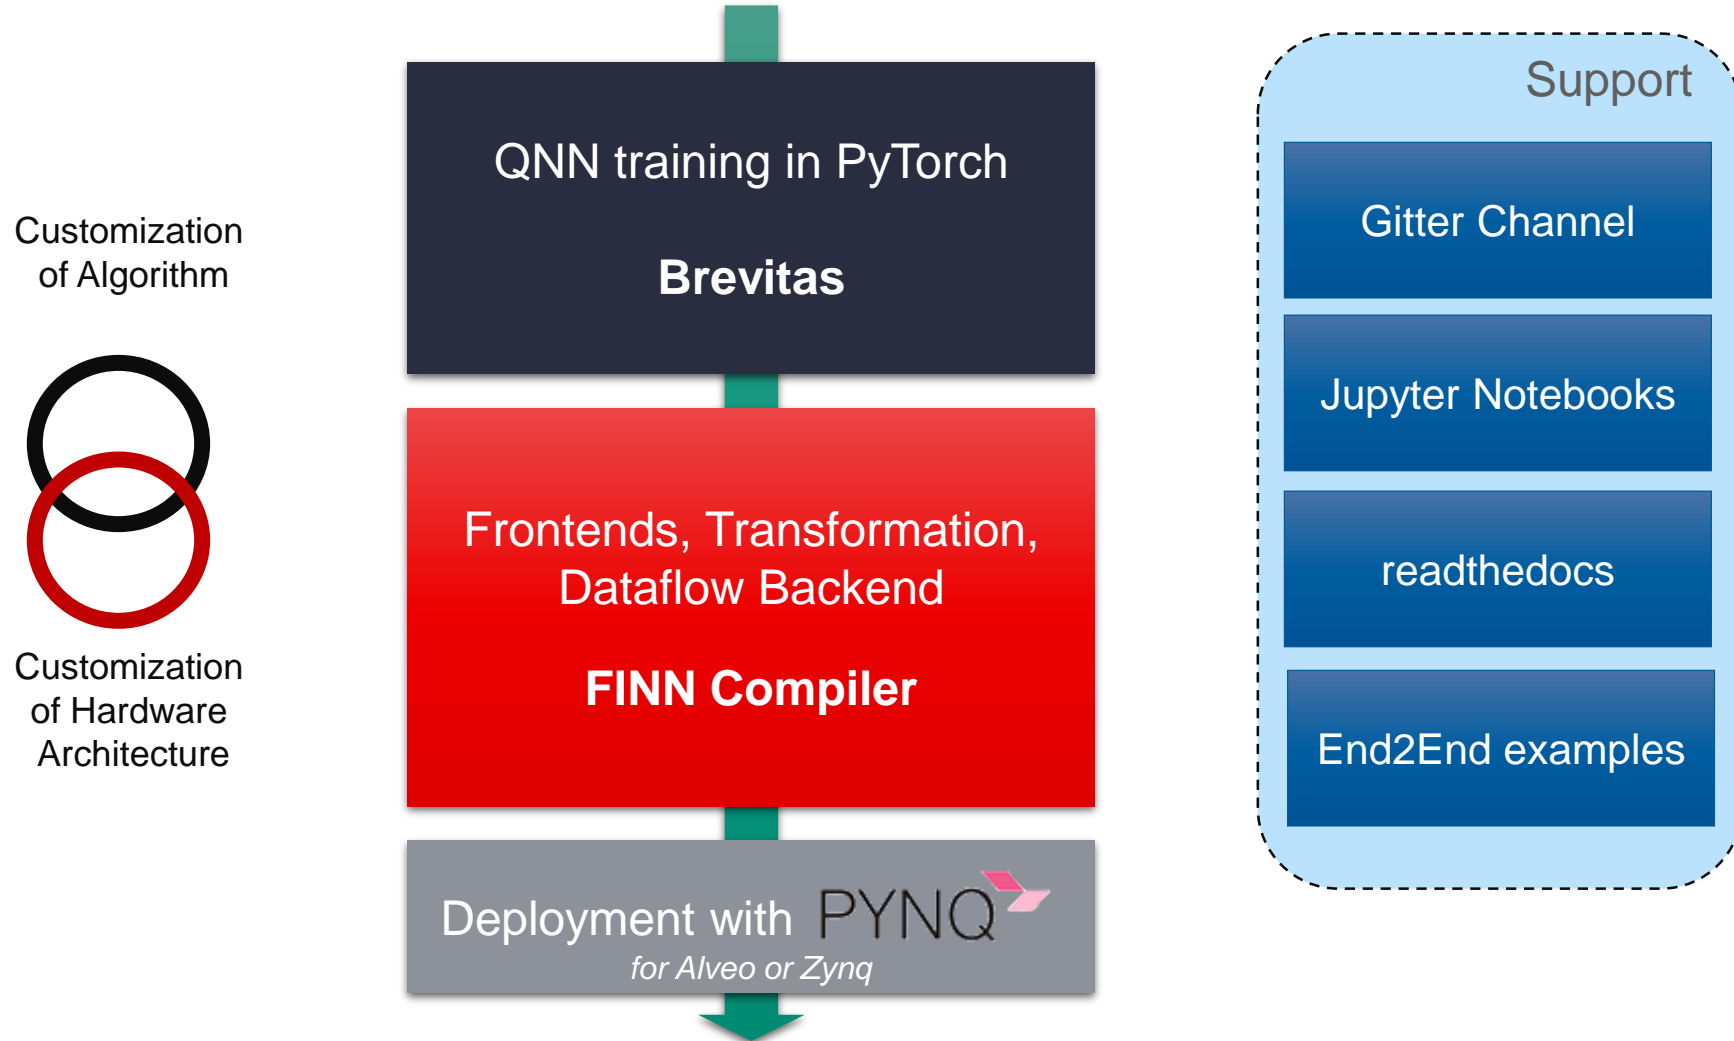 Customization
of Algorithm
Customization
of Hardware
Architecture
QNN training in PyTorch
Brevitas
Frontends, Transformation,
Dataflow Backend
FINN Compiler
Deployment with PYNQ
for Alveo or Zynq
Support
Gitter Channel
Jupyter Notebooks
readthedocs
End2End examples